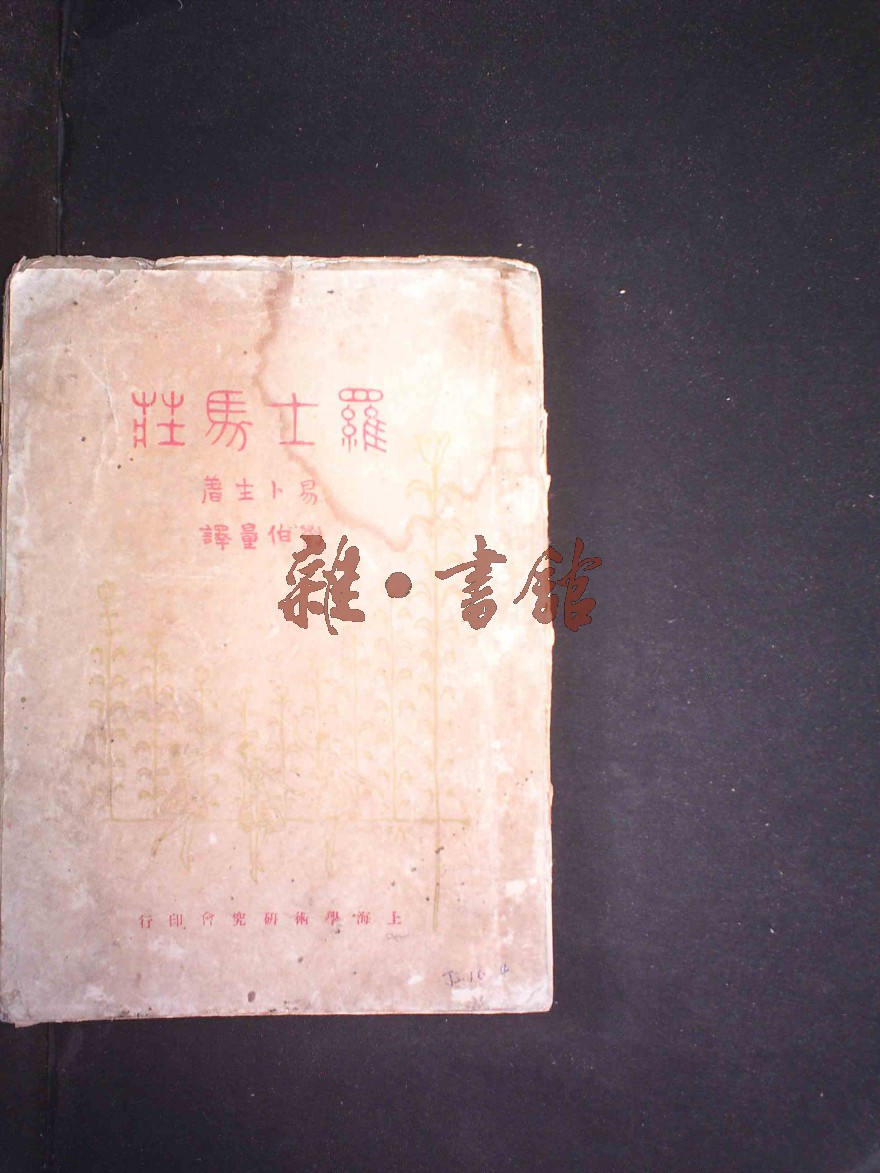 羅士馬莊
易卜生著
劉伯量譯
雜·書館
上海學術研究會印行